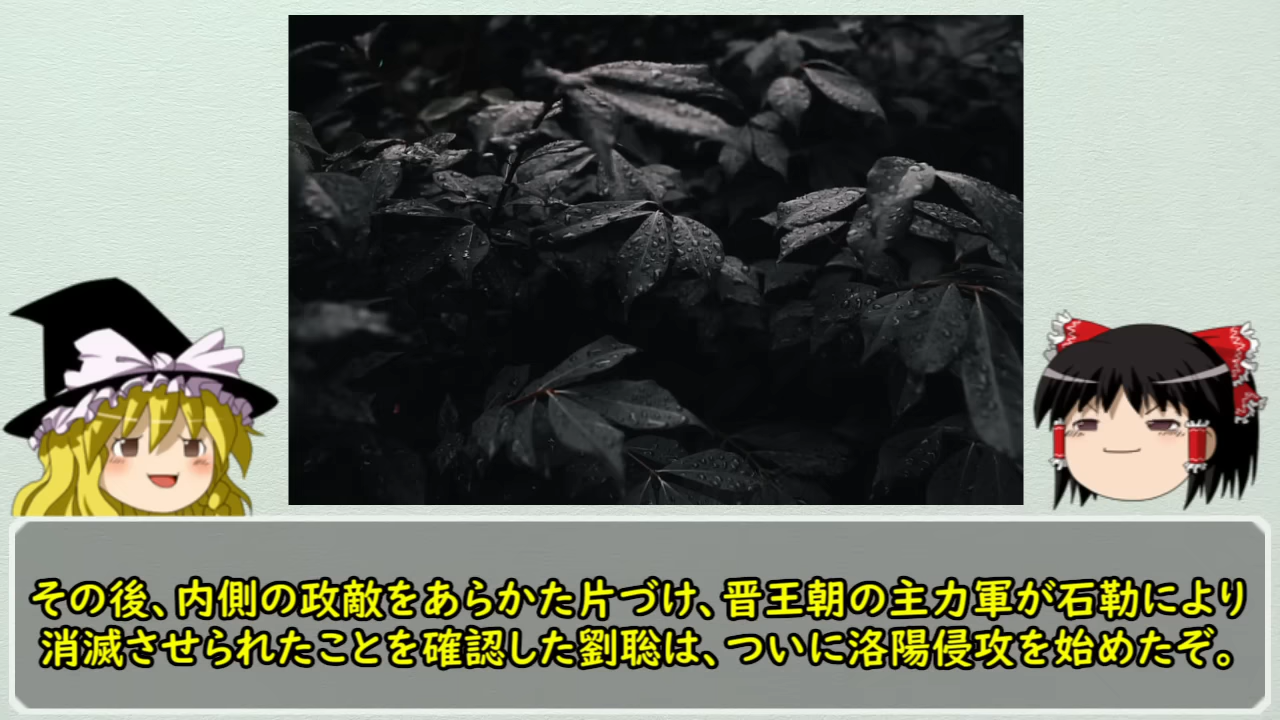 その後、内側の政敵をあらかた片づけ、晋王朝の主力軍が石勒により
消滅させられたことを確認した劉聡は、ついに洛陽侵攻を始めたぞ。